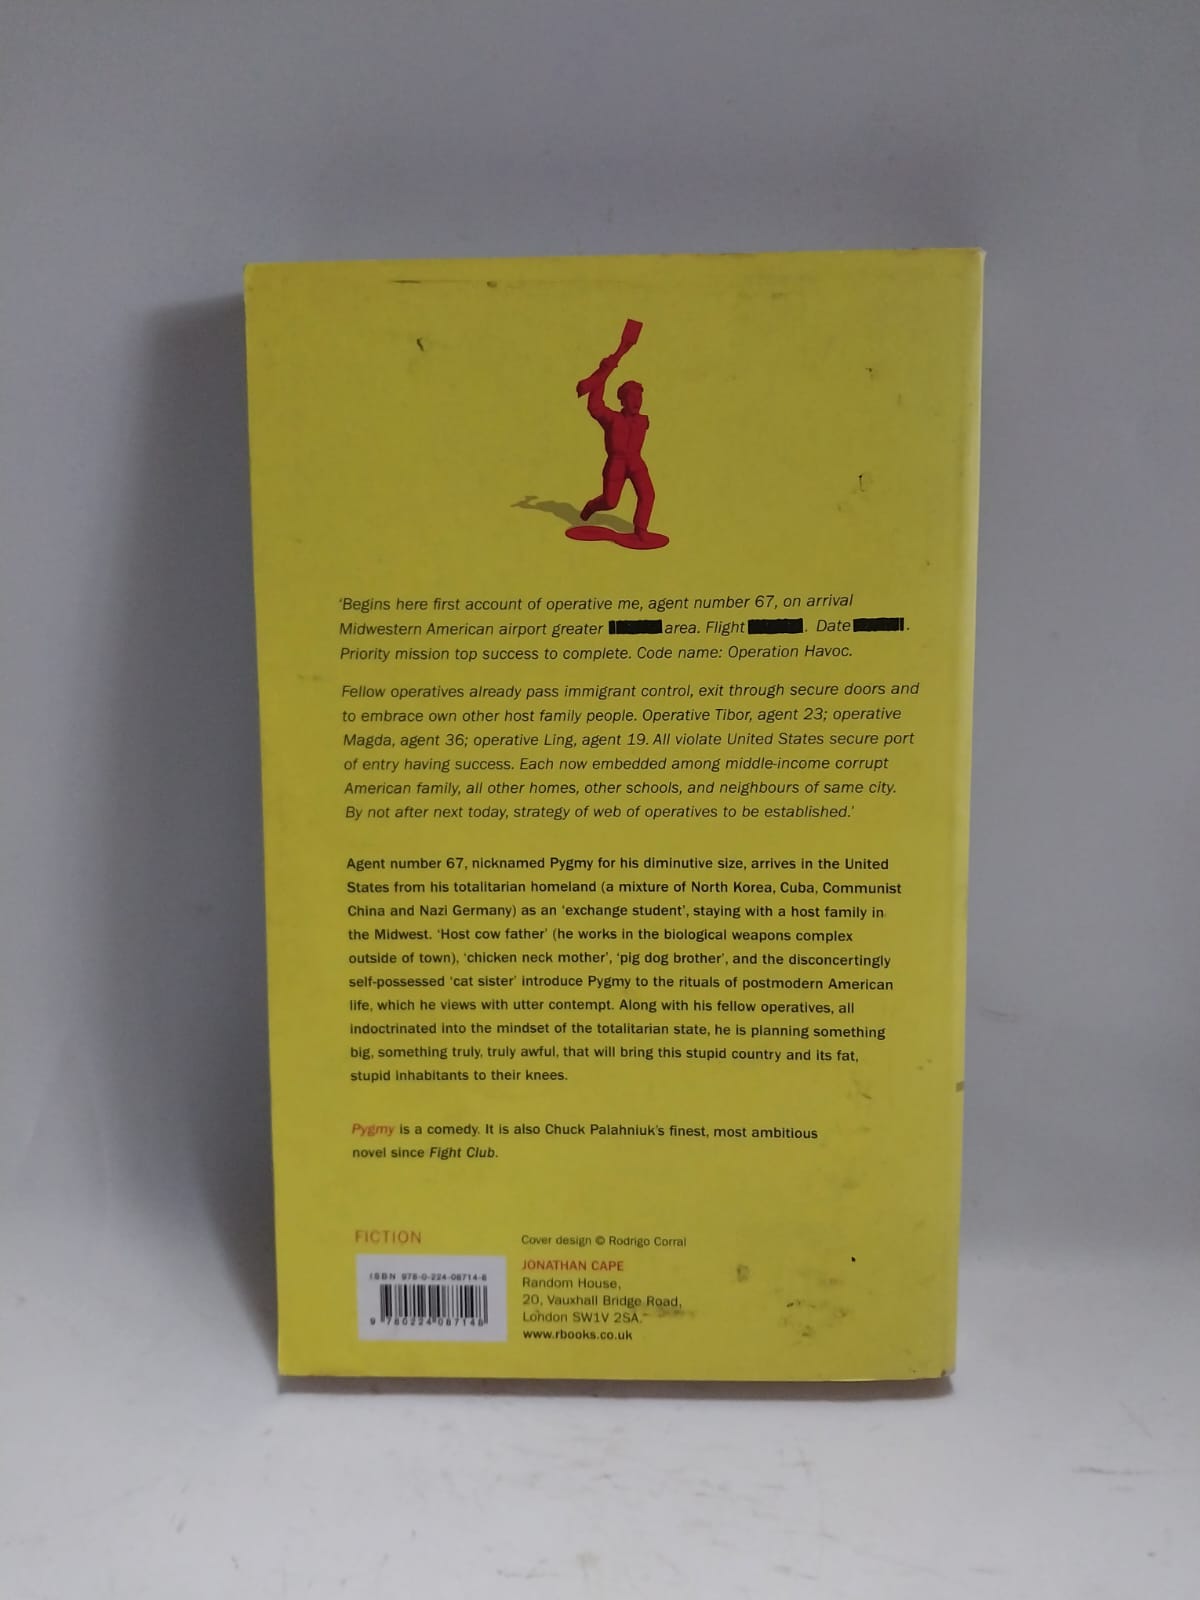 'Begins here first account of operative me, agent number 67, on arrival
Midwestern American airport greater area. Flight . Date .
Priority mission top success to complete. Code name: Operation Havoc.
Fellow operatives already pass immigrant control, exit through secure doors and
to embrace own other host family people. Operative Tibor, agent 23; operative
Magda, agent 36; operative Ling, agent 19. All violate United States secure port
of entry having success. Each now embedded among middle-income corrupt
American family, all other homes, other schools, and neighbours of same city.
By not after next today, strategy of web of operatives to be established.'
Agent number 67, nicknamed Pygmy for his diminutive size, arrives in the United
States from his totalitarian homeland (a mixture of North Korea, Cuba, Communist
China and Nazi Germany) as an 'exchange student', staying with a host family in
the Midwest. 'Host cow father' (he works in the biological weapons complex
outside of town), 'chicken neck mother', 'pig dog brother', and the disconcertingly
self-possessed 'cat sister' introduce Pygmy to the rituals of postmodern American
life, which he views with utter contempt. Along with his fellow operatives, all
indoctrinated into the mindset of the totalitarian state, he is planning something
big, something truly, truly awful, that will bring this stupid country and its fat,
stupid inhabitants to their knees.
Pygmy is a comedy. It is also Chuck Palahniuk's finest, most ambitious
novel since Fight Club.
FICTION
ISBN 978-0-224-08714-8
9 780224 087148
Cover design © Rodrigo Corral
JONATHAN CAPE
Random House,
20, Vauxhall Bridge Road,
London SW1V 2SA.
www.rbooks.co.uk